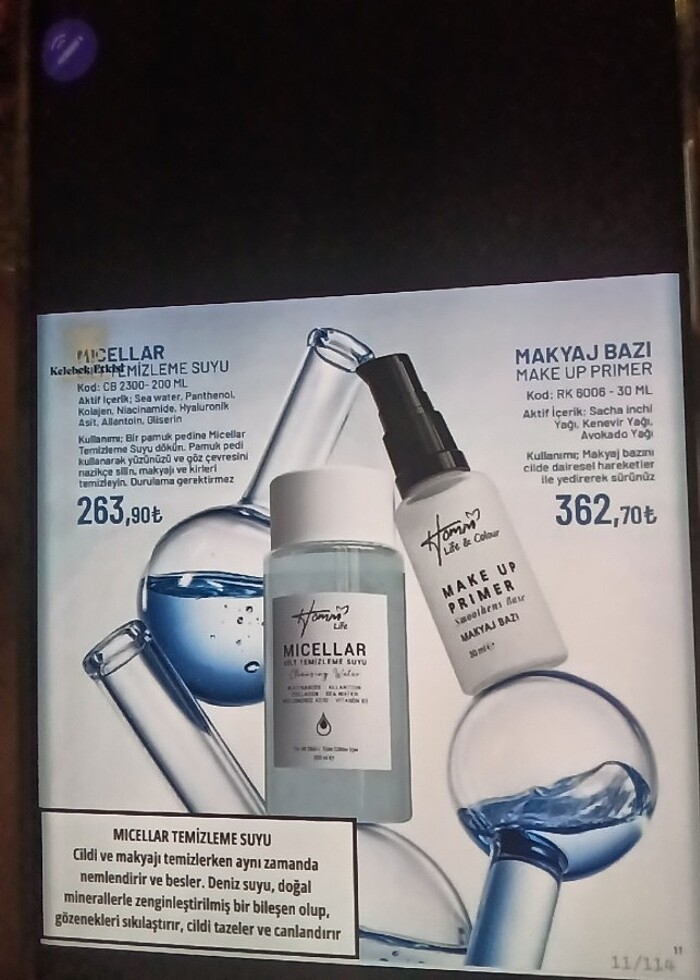 MICELLAR
CİLT TEMİZLEME SUYU
Kelebek Etkisi
Kod: CB 2300- 200 ML
Aktif İçerik; Sea water, Panthenol,
Kolajen, Niacinamide, Hyaluronik
Asit, Allantoin, Gliserin
Kullanımı; Bir pamuk pedine Micellar
Temizleme Suyu dökün. Pamuk pedi
kullanarak yüzünüzü ve göz çevresini
nazikçe silin, makyajı ve kirleri
temizleyin. Durulama gerektirmez
263,90₺
MAKYAJ BAZI
MAKE UP PRIMER
Kod: RK 6006 - 30 ML
Aktif İçerik: Sacha inchi
Yağı, Kenevir Yağı,
Avokado Yağı
Kullanımı; Makyaj bazını
cilde dairesel hareketler
ile yedirerek sürünüz
362,70₺
Homm
Life & Colour
MAKE UP
PRIMER
Smoothens Base
MAKYAJ BAZI
30 ml e
Homm
Life
MICELLAR
CİLT TEMİZLEME SUYU
Cleansing Water
MICELLAR TEMİZLEME SUYU
Cildi ve makyajı temizlerken aynı zamanda
nemlendirir ve besler. Deniz suyu, doğal
minerallerle zenginleştirilmiş bir bileşen olup,
gözenekleri sıkılaştırır, cildi tazeler ve canlandırır
11
11/114